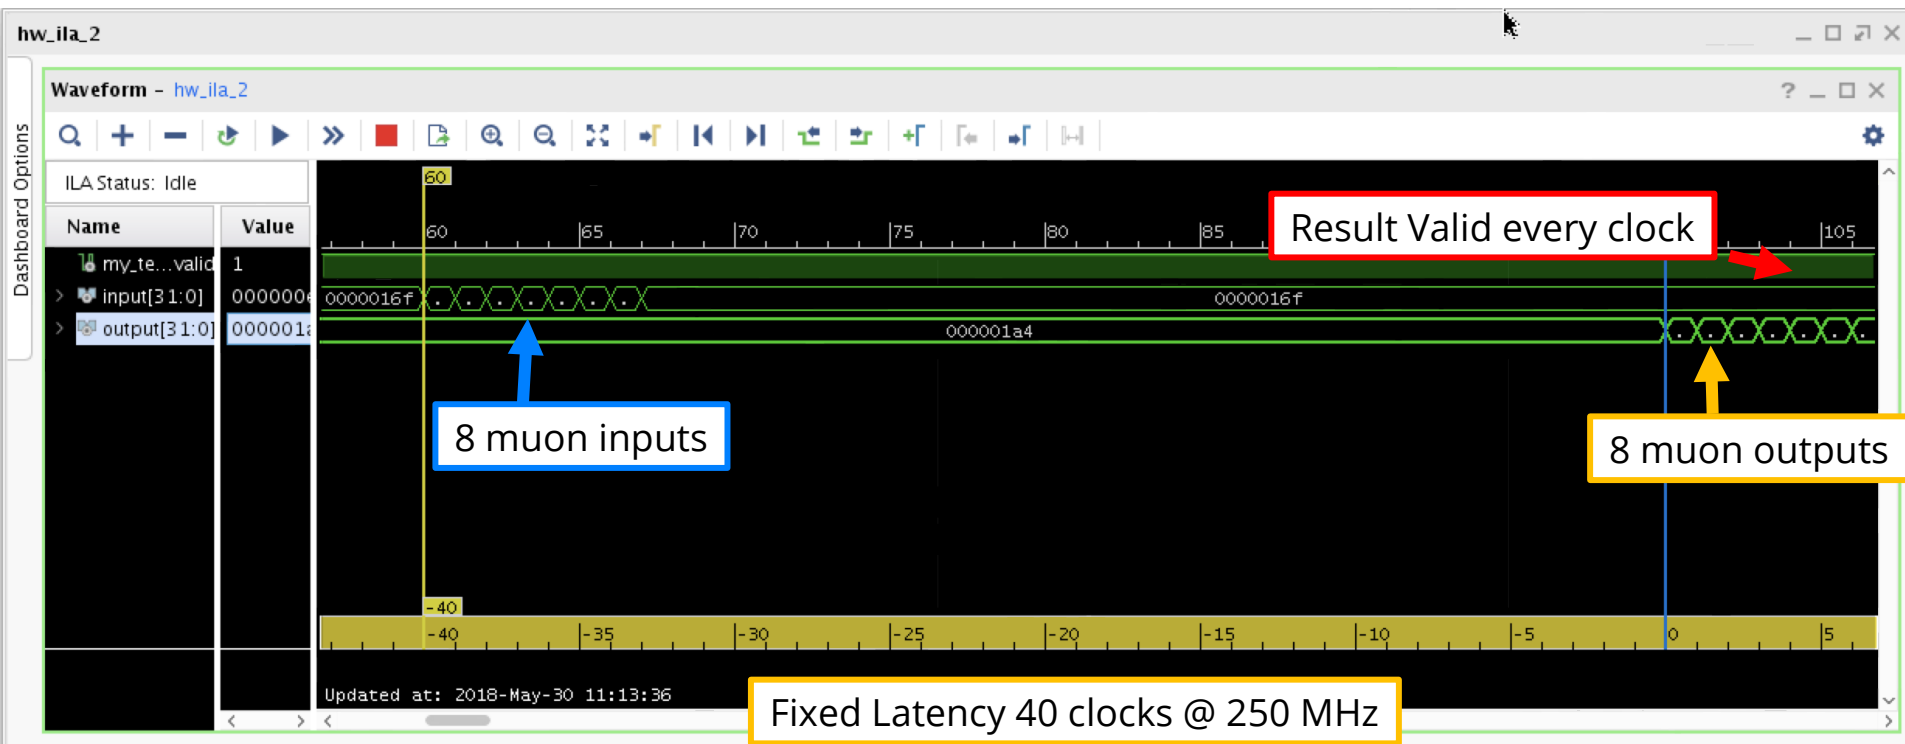 hw_ila_2
Waveform - hw_ila_2
?
Dashboard Options
ILA Status: Idle
60
Name Value
60 65 70 75 80 85 105
Result Valid every clock
my_te...valid 1
input[31:0] 000000 0000016f . . . . . . . 0000016f
output[31:0] 000001a 000001a4 . . . . . . .
8 muon inputs
8 muon outputs
-40
-40 -35 -30 -25 -20 -15 -10 -5 0 5
Updated at: 2018-May-30 11:13:36
Fixed Latency 40 clocks @ 250 MHz